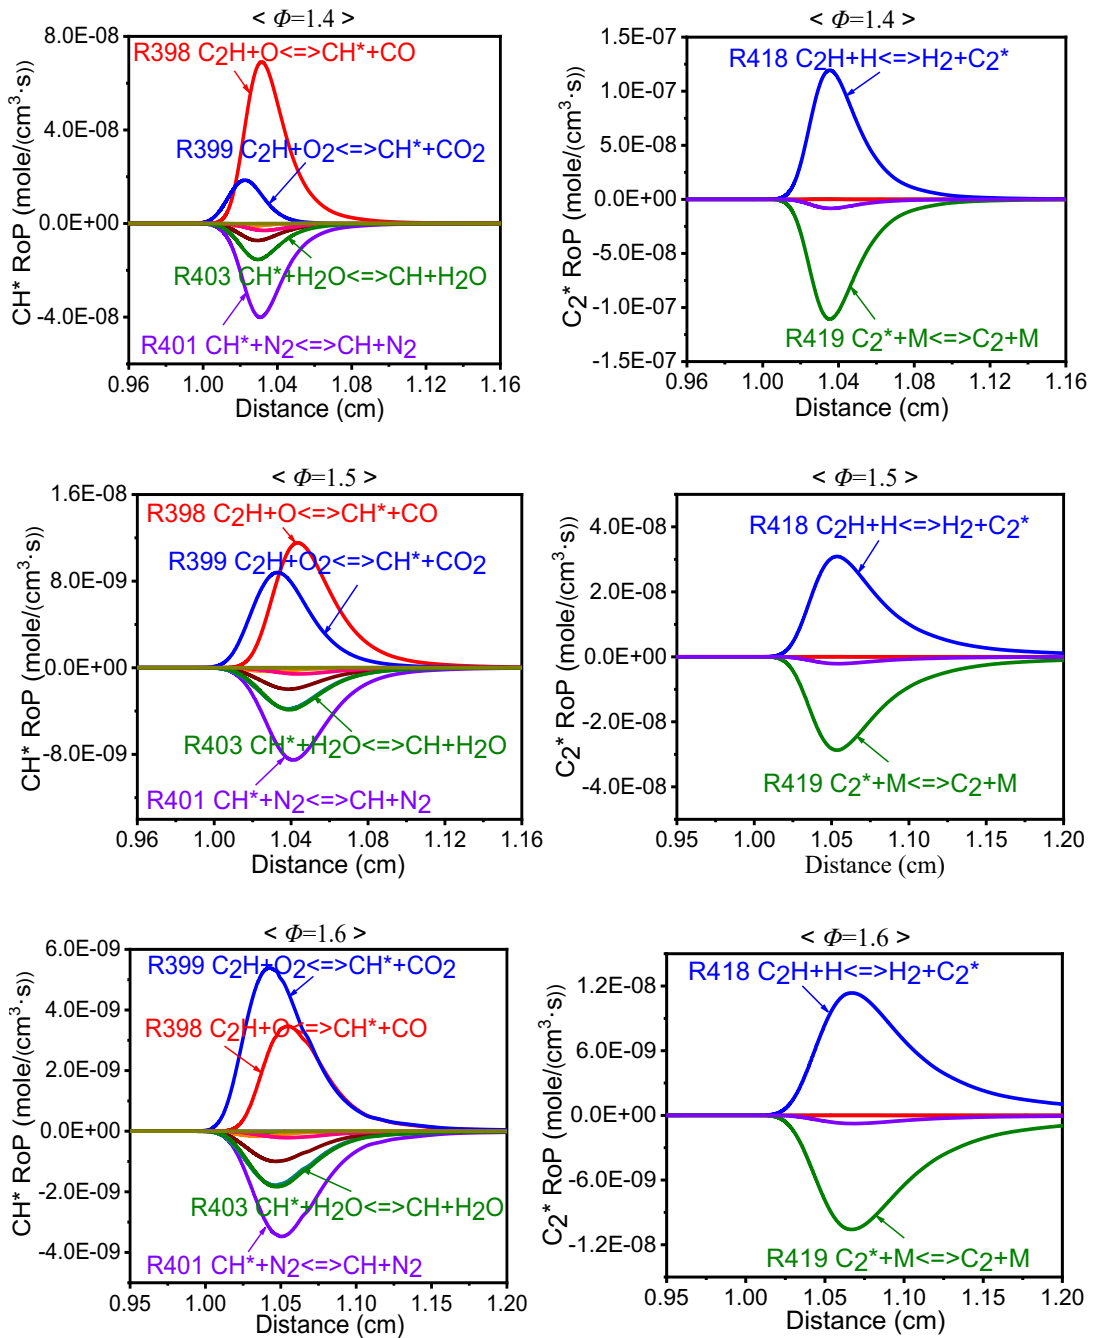 < Φ=1.4 >
8.0E-08
4.0E-08
0.0E+00
-4.0E-08
CH* RoP (mole/(cm³·s))
R398 C2H+O<=>CH*+CO
R399 C2H+O2<=>CH*+CO2
R403 CH*+H2O<=>CH+H2O
R401 CH*+N2<=>CH+N2
0.96 1.00 1.04 1.08 1.12 1.16
Distance (cm)
< Φ=1.4 >
1.5E-07
1.0E-07
5.0E-08
0.0E+00
-5.0E-08
-1.0E-07
-1.5E-07
C2* RoP (mole/(cm³·s))
R418 C2H+H<=>H2+C2*
R419 C2*+M<=>C2+M
0.96 1.00 1.04 1.08 1.12 1.16
Distance (cm)
< Φ=1.5 >
1.6E-08
8.0E-09
0.0E+00
-8.0E-09
CH* RoP (mole/(cm³·s))
R398 C2H+O<=>CH*+CO
R399 C2H+O2<=>CH*+CO2
R403 CH*+H2O<=>CH+H2O
R401 CH*+N2<=>CH+N2
0.96 1.00 1.04 1.08 1.12 1.16
Distance (cm)
< Φ=1.5 >
4.0E-08
2.0E-08
0.0E+00
-2.0E-08
-4.0E-08
C2* RoP (mole/(cm³·s))
R418 C2H+H<=>H2+C2*
R419 C2*+M<=>C2+M
0.95 1.00 1.05 1.10 1.15 1.20
Distance (cm)
< Φ=1.6 >
6.0E-09
4.0E-09
2.0E-09
0.0E+00
-2.0E-09
-4.0E-09
CH* RoP (mole/(cm³·s))
R399 C2H+O2<=>CH*+CO2
R398 C2H+O<=>CH*+CO
R403 CH*+H2O<=>CH+H2O
R401 CH*+N2<=>CH+N2
0.95 1.00 1.05 1.10 1.15 1.20
Distance (cm)
< Φ=1.6 >
1.2E-08
6.0E-09
0.0E+00
-6.0E-09
-1.2E-08
C2* RoP (mole/(cm³·s))
R418 C2H+H<=>H2+C2*
R419 C2*+M<=>C2+M
0.95 1.00 1.05 1.10 1.15 1.20
Distance (cm)